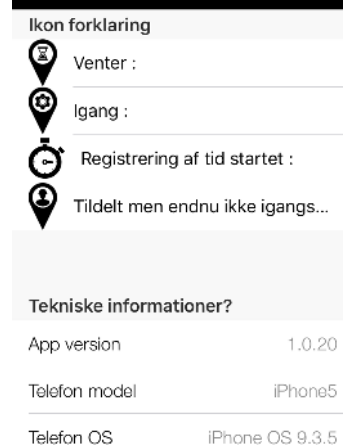 Ikon forklaring
Venter :
Igang :
Registrering af tid startet :
Tildelt men endnu ikke igangs...
Tekniske informationer?
App version 1.0.20
Telefon model iPhone5
Telefon OS iPhone OS 9.3.5